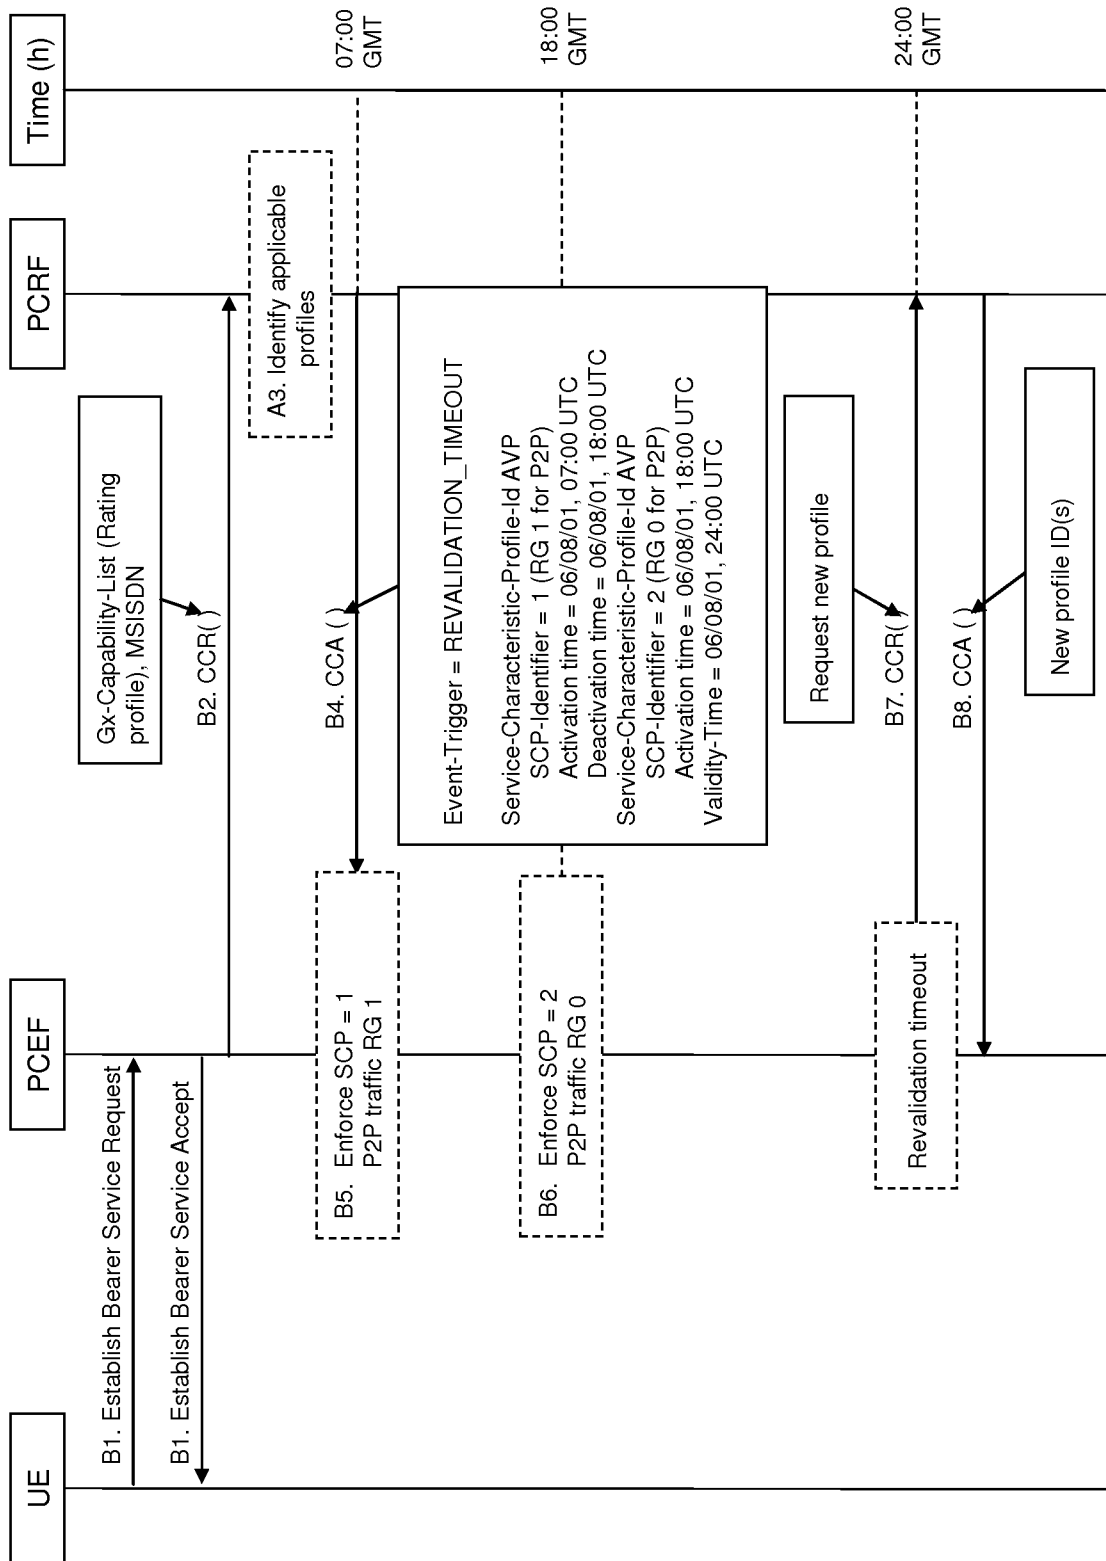 UE
PCEF
PCRF
Time (h)
B1. Establish Bearer Service Request
B1. Establish Bearer Service Accept
Gx-Capability-List (Rating
profile), MSISDN
B2. CCR( )
A3. Identify applicable
profiles
07:00
GMT
B4. CCA ( )
B5. Enforce SCP = 1
P2P traffic RG 1
Event-Trigger = REVALIDATION_TIMEOUT
Service-Characteristic-Profile-Id AVP
SCP-Identifier = 1 (RG 1 for P2P)
Activation time = 06/08/01, 07:00 UTC
Deactivation time = 06/08/01, 18:00 UTC
Service-Characteristic-Profile-Id AVP
SCP-Identifier = 2 (RG 0 for P2P)
Activation time = 06/08/01, 18:00 UTC
Validity-Time = 06/08/01, 24:00 UTC
18:00
GMT
B6. Enforce SCP = 2
P2P traffic RG 0
Request new profile
B7. CCR( )
24:00
GMT
Revalidation timeout
B8. CCA ( )
New profile ID(s)